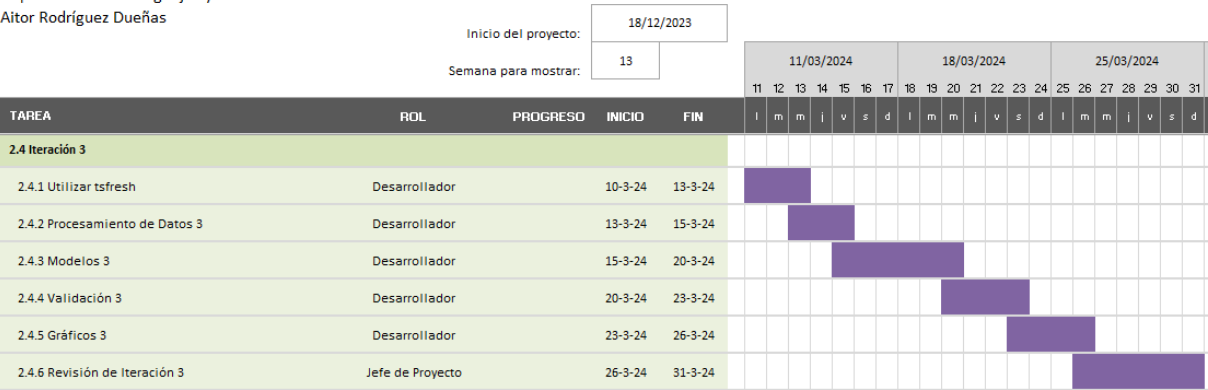 Aitor Rodríguez Dueñas
Inicio del proyecto: 18/12/2023
Semana para mostrar: 13
11/03/2024 18/03/2024 25/03/2024
11 12 13 14 15 16 17 18 19 20 21 22 23 24 25 26 27 28 29 30 31
TAREA ROL PROGRESO INICIO FIN l m m j v s d l m m j v s d l m m j v s d
2.4 Iteración 3
2.4.1 Utilizar tsfresh Desarrollador 10-3-24 13-3-24
2.4.2 Procesamiento de Datos 3 Desarrollador 13-3-24 15-3-24
2.4.3 Modelos 3 Desarrollador 15-3-24 20-3-24
2.4.4 Validación 3 Desarrollador 20-3-24 23-3-24
2.4.5 Gráficos 3 Desarrollador 23-3-24 26-3-24
2.4.6 Revisión de Iteración 3 Jefe de Proyecto 26-3-24 31-3-24